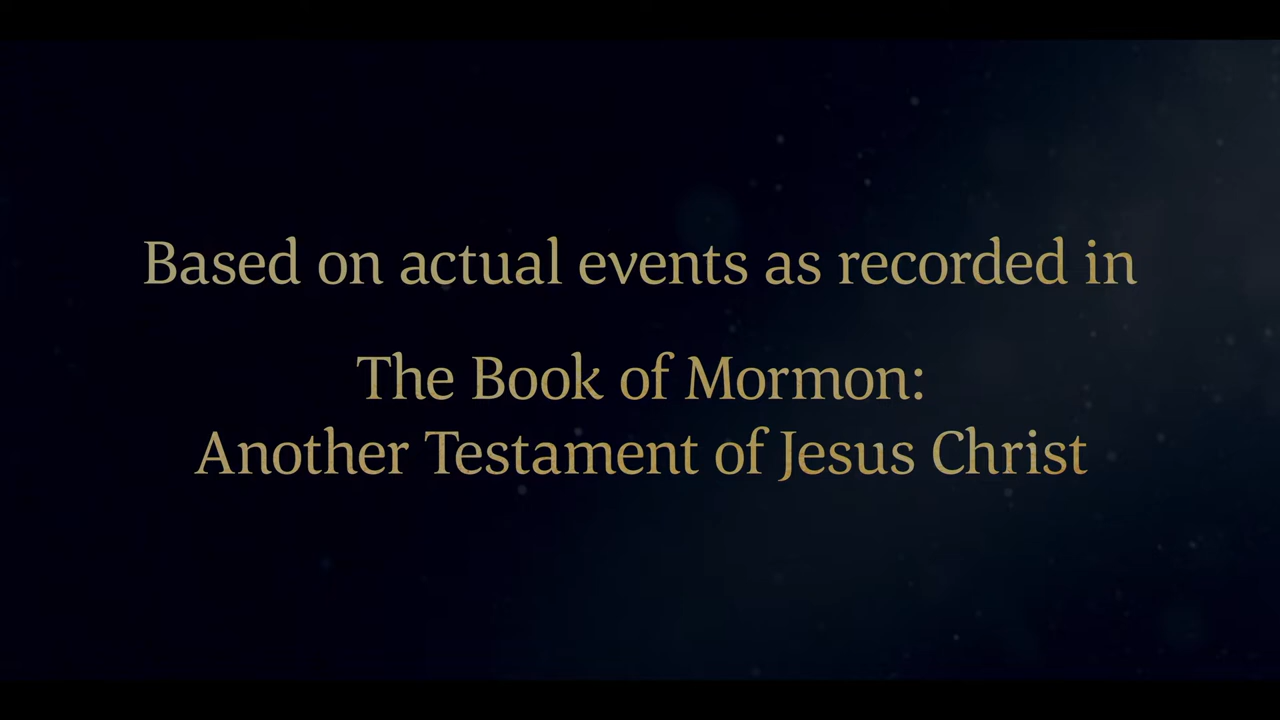 Based on actual events as recorded in
The Book of Mormon:
Another Testament of Jesus Christ